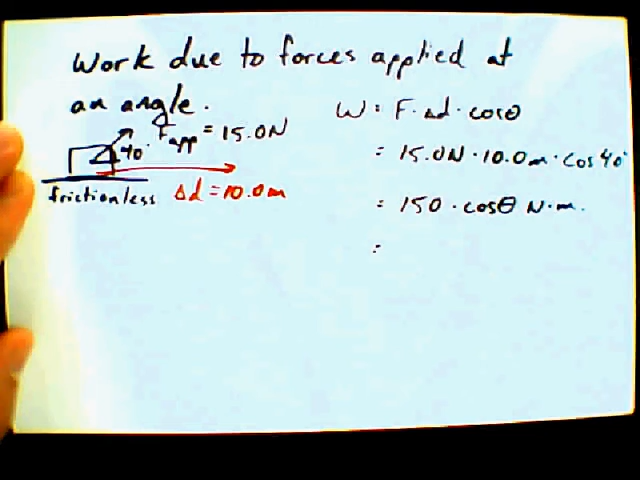 Work due to forces applied at
an angle.
40° Fapp = 15.0N
frictionless Δd = 10.0m
W = F · Δd · cosθ
= 15.0N · 10.0m · cos 40°
= 150 · cosθ N·m.
=